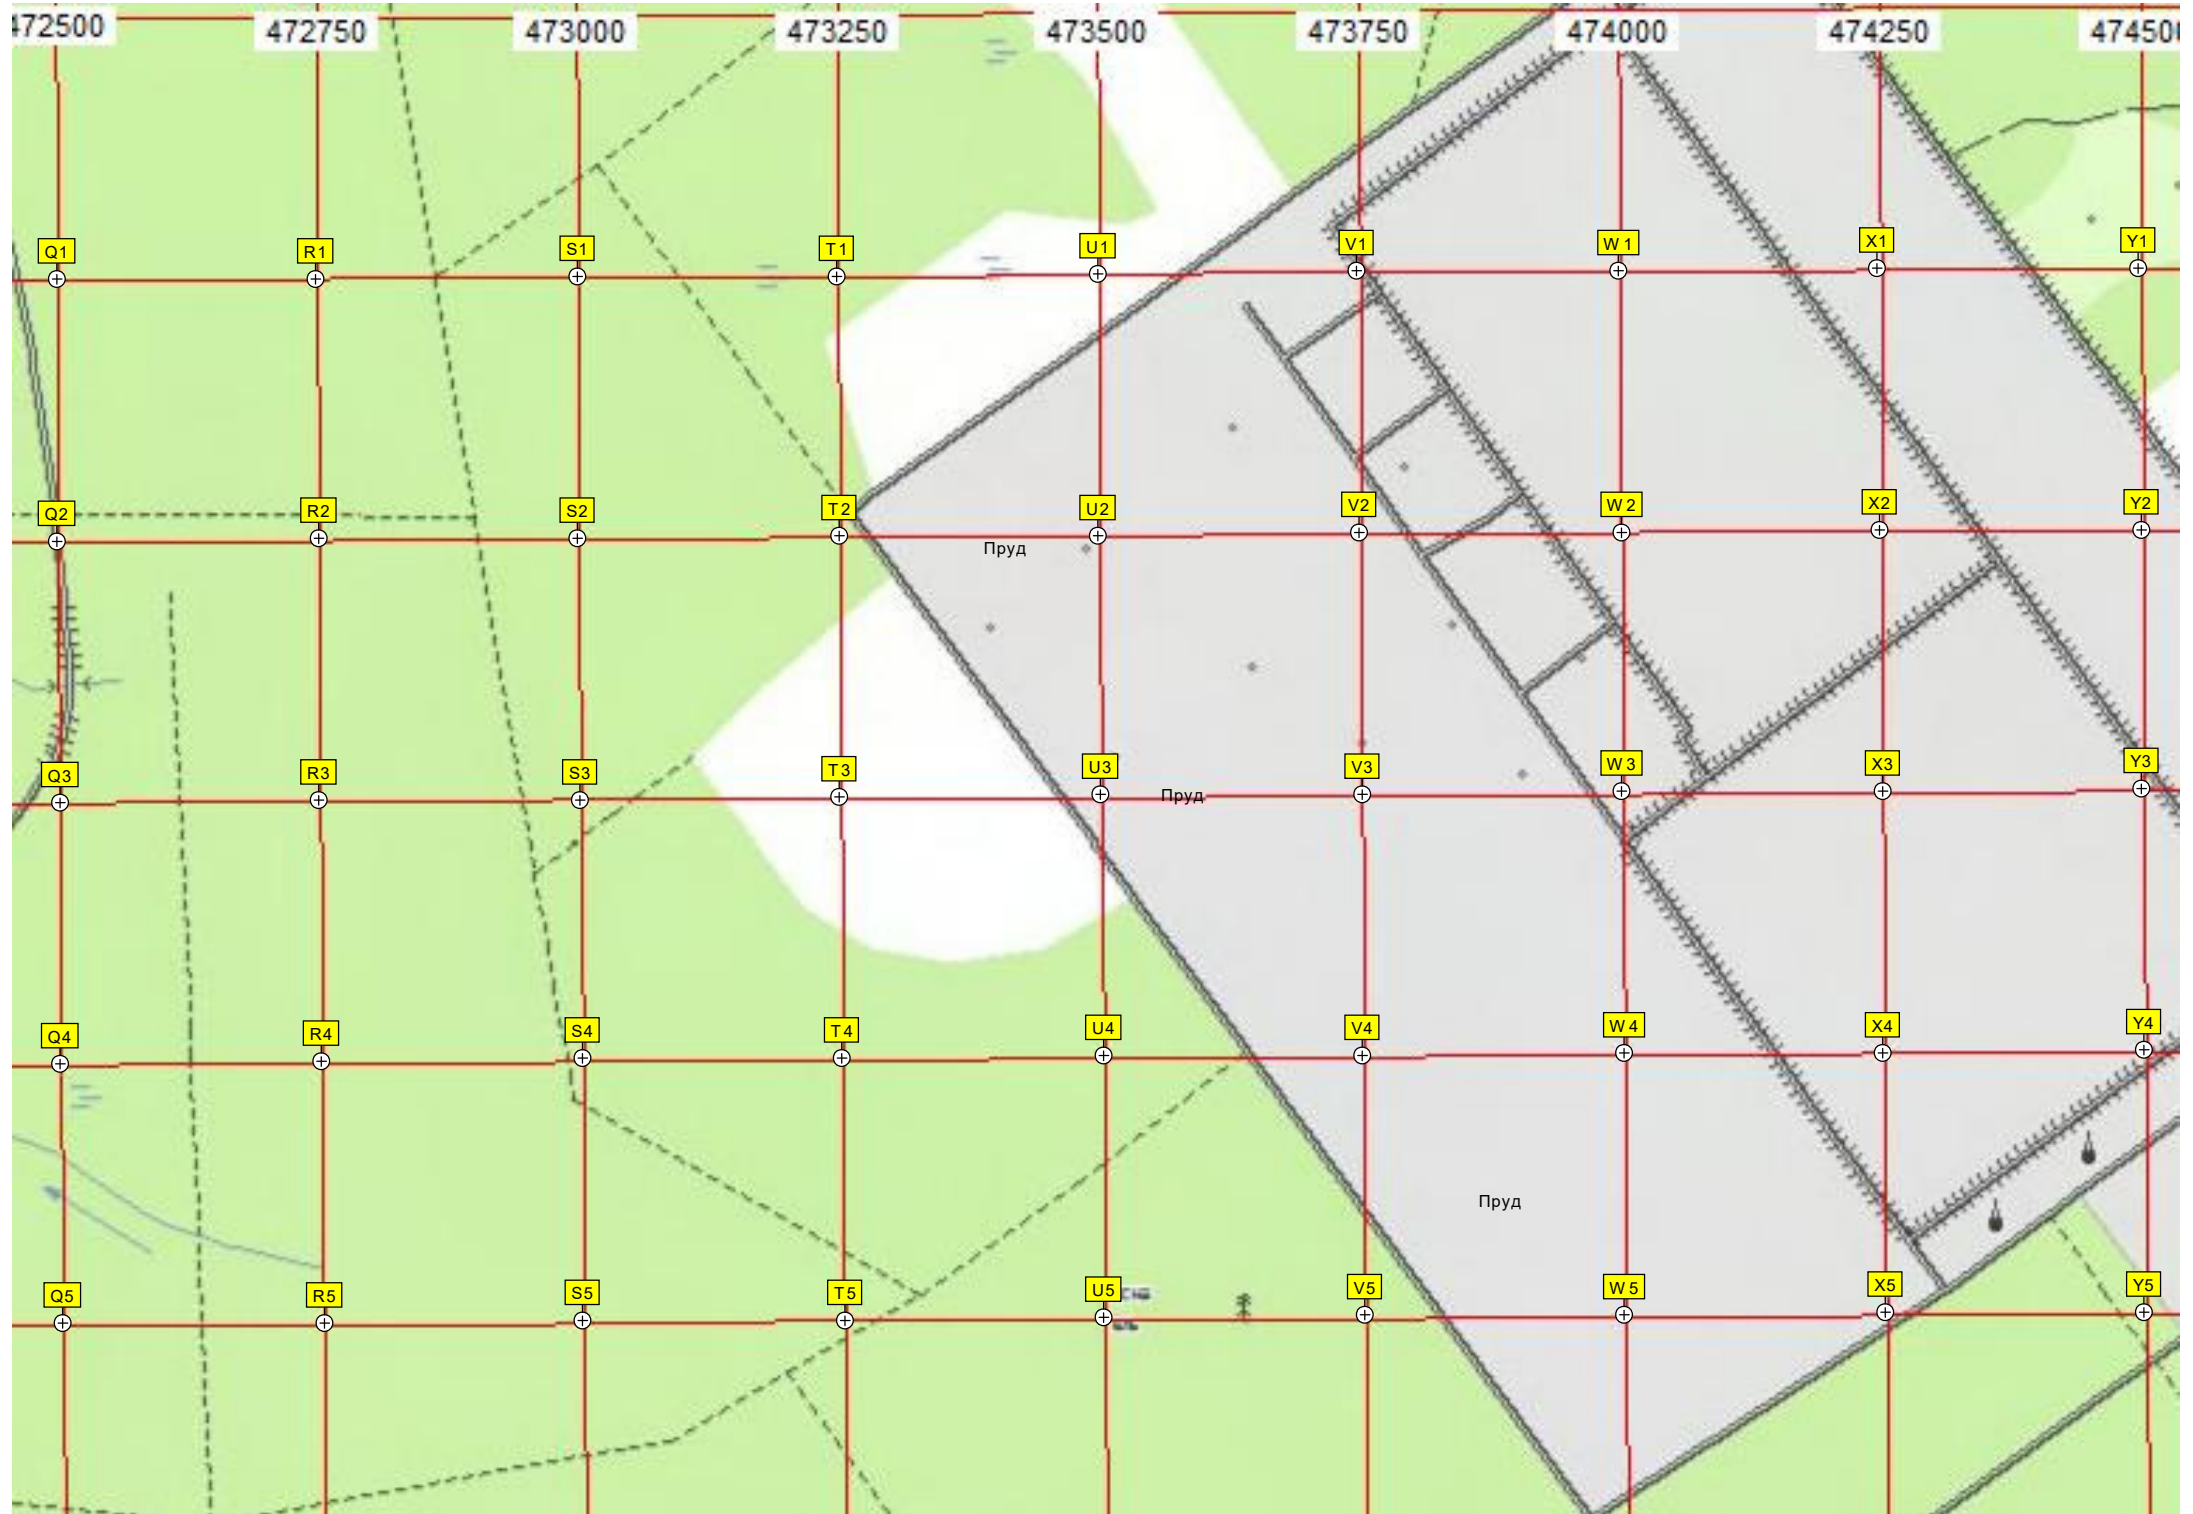 472500 472750 473000 473250 473500 473750 474000 474250 47450
Q1 R1 S1 T1 U1 V1 W1 X1 Y1
Q2 R2 S2 T2 U2 V2 W2 X2 Y2
Пруд
Q3 R3 S3 T3 U3 V3 W3 X3 Y3
Пруд
Q4 R4 S4 T4 U4 V4 W4 X4 Y4
Пруд
Q5 R5 S5 T5 U5 V5 W5 X5 Y5